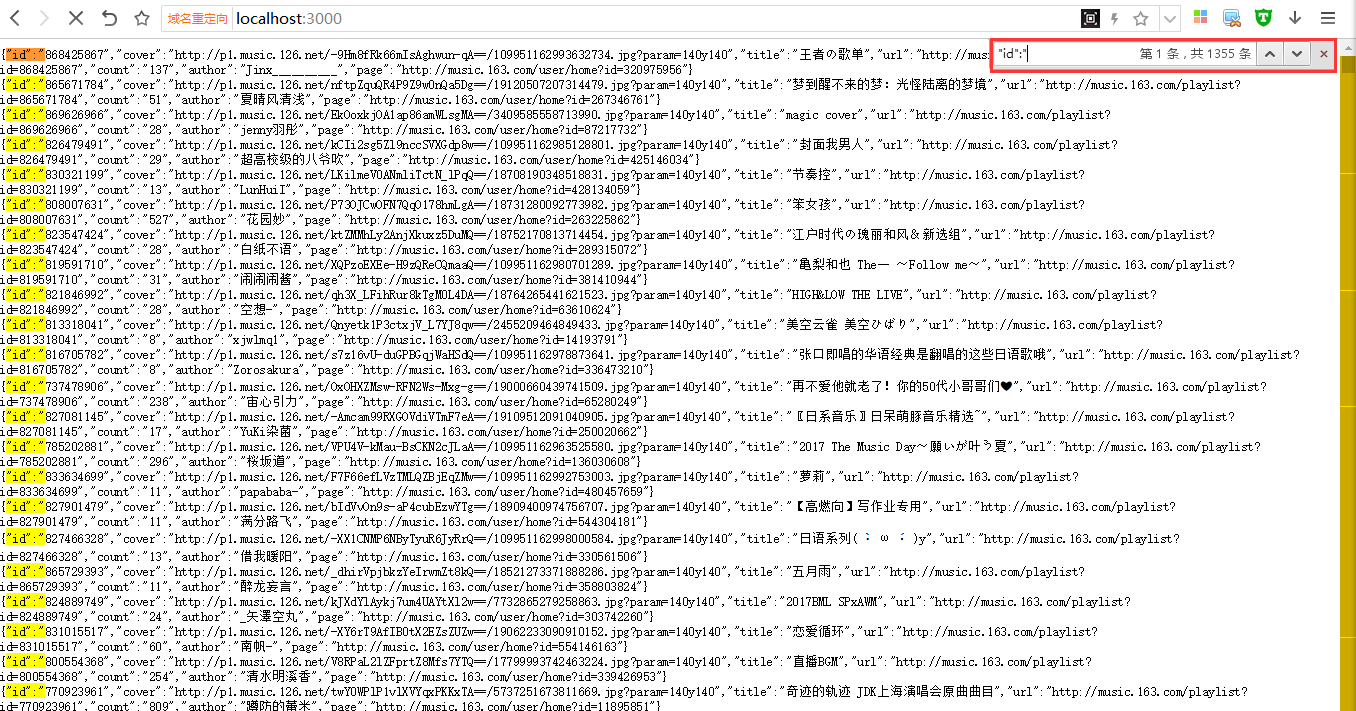 域名重定向 localhost:3000
"id":" 第 1 条 , 共 1355 条
{"id":"868425867","cover":"http://p1.music.126.net/-9Hm8fRk66mIsAghwun-qA==/109951162993632734.jpg?param=140y140","title":"王者の歌单","url":"http://mus
id=868425867","count":"137","author":"Jinx_________","page":"http://music.163.com/user/home?id=320975956"}
{"id":"865671784","cover":"http://p1.music.126.net/nftpZquQR4P9Z9wOnQa5Dg==/19120507207314479.jpg?param=140y140","title":"梦到醒不来的梦：光怪陆离的梦境","url":"http://music.163.com/playlist?
id=865671784","count":"51","author":"夏晴风清浅","page":"http://music.163.com/user/home?id=267346761"}
{"id":"869626966","cover":"http://p1.music.126.net/EkOoxkjOA1ap86amWLsgMA==/3409585558713990.jpg?param=140y140","title":"magic cover","url":"http://music.163.com/playlist?
id=869626966","count":"28","author":"jenny羽彤","page":"http://music.163.com/user/home?id=87217732"}
{"id":"826479491","cover":"http://p1.music.126.net/kCIi2sg5Zl9hccSVXGdp8w==/109951162985128801.jpg?param=140y140","title":"封面我男人","url":"http://music.163.com/playlist?
id=826479491","count":"29","author":"超高校级的八爷吹","page":"http://music.163.com/user/home?id=425146034"}
{"id":"830321199","cover":"http://p1.music.126.net/LKilmeVOANmliTctN_lPqQ==/18708190348518831.jpg?param=140y140","title":"节奏控","url":"http://music.163.com/playlist?
id=830321199","count":"13","author":"LunHuiI","page":"http://music.163.com/user/home?id=428134059"}
{"id":"808007631","cover":"http://p1.music.126.net/P73OJCwOFN7QqO178hmLgA==/18731280092773982.jpg?param=140y140","title":"笨女孩","url":"http://music.163.com/playlist?
id=808007631","count":"527","author":"花园妙","page":"http://music.163.com/user/home?id=263225862"}
{"id":"823547424","cover":"http://p1.music.126.net/ktZMMhLy2AnjXkuxz5DuMQ==/18752170813714454.jpg?param=140y140","title":"江户时代の瑰丽和风＆新选组","url":"http://music.163.com/playlist?
id=823547424","count":"28","author":"白纸不语","page":"http://music.163.com/user/home?id=289315072"}
{"id":"819591710","cover":"http://p1.music.126.net/XQPzoEXEe-H9zQReCQmaaQ==/109951162980701289.jpg?param=140y140","title":"亀梨和也 The一 ～Follow me～","url":"http://music.163.com/playlist?
id=819591710","count":"31","author":"闹闹闹酱","page":"http://music.163.com/user/home?id=381410944"}
{"id":"821846992","cover":"http://p1.music.126.net/qh3X_LFihRur8kTgMOL4DA==/18764265441621523.jpg?param=140y140","title":"HIGH&LOW THE LIVE","url":"http://music.163.com/playlist?
id=821846992","count":"28","author":"空想-","page":"http://music.163.com/user/home?id=63610624"}
{"id":"813318041","cover":"http://p1.music.126.net/Qnyetk1P3ctxjV_L7YJ8qw==/2455209464849433.jpg?param=140y140","title":"美空云雀 美空ひばり","url":"http://music.163.com/playlist?
id=813318041","count":"8","author":"xjwlmq1","page":"http://music.163.com/user/home?id=14193791"}
{"id":"816705782","cover":"http://p1.music.126.net/s7z16vU-duGPBGqjWaHSdQ==/109951162978873641.jpg?param=140y140","title":"张口即唱的华语经典是翻唱的这些日语歌哦","url":"http://music.163.com/playlist?
id=816705782","count":"8","author":"Zorosakura","page":"http://music.163.com/user/home?id=336473210"}
{"id":"737478906","cover":"http://p1.music.126.net/OxOHXZMsw-RFN2Ws-Mxg-g==/19000660439741509.jpg?param=140y140","title":"再不爱他就老了！你的50代小哥哥们❤","url":"http://music.163.com/playlist?
id=737478906","count":"238","author":"宙心引力","page":"http://music.163.com/user/home?id=65280249"}
{"id":"827081145","cover":"http://p1.music.126.net/-Amcam99RXGOVdiVTmF7eA==/19109512091040905.jpg?param=140y140","title":"〖日系音乐〗日呆萌豚音乐精选~","url":"http://music.163.com/playlist?
id=827081145","count":"17","author":"YuKi染菌","page":"http://music.163.com/user/home?id=250020662"}
{"id":"785202881","cover":"http://p1.music.126.net/VPU4V-kMau-BsCKN2cJLaA==/109951162963525580.jpg?param=140y140","title":"2017 The Music Day～願いが叶う夏","url":"http://music.163.com/playlist?
id=785202881","count":"296","author":"桜坂道","page":"http://music.163.com/user/home?id=136030608"}
{"id":"833634699","cover":"http://p1.music.126.net/F7F66efLVzTMLQZBjEqZMw==/109951162992753003.jpg?param=140y140","title":"萝莉","url":"http://music.163.com/playlist?
id=833634699","count":"11","author":"papababa-","page":"http://music.163.com/user/home?id=480457659"}
{"id":"827901479","cover":"http://p1.music.126.net/bIdVvOn9s-aP4cubEzwYTg==/18909400974756707.jpg?param=140y140","title":"【高燃向】写作业专用","url":"http://music.163.com/playlist?
id=827901479","count":"11","author":"满分路飞","page":"http://music.163.com/user/home?id=544304181"}
{"id":"827466328","cover":"http://p1.music.126.net/-XX1CNMP6NByTyuR6JyRrQ==/109951162998000584.jpg?param=140y140","title":"日语系列( ； ω ；)y","url":"http://music.163.com/playlist?
id=827466328","count":"13","author":"借我暖阳","page":"http://music.163.com/user/home?id=330561506"}
{"id":"865729393","cover":"http://p1.music.126.net/_dhirVpjbkzYeIrwmZt8kQ==/18521273371888286.jpg?param=140y140","title":"五月雨","url":"http://music.163.com/playlist?
id=865729393","count":"11","author":"醉龙妄言","page":"http://music.163.com/user/home?id=358803824"}
{"id":"824889749","cover":"http://p1.music.126.net/kJXdYlAykj7um4UAYtXl2w==/7732865279258863.jpg?param=140y140","title":"2017BML SPxAWM","url":"http://music.163.com/playlist?
id=824889749","count":"24","author":"_矢澤空丸","page":"http://music.163.com/user/home?id=303742260"}
{"id":"831015517","cover":"http://p1.music.126.net/-XY6rT9AfIBOtX2EZsZUZw==/19062233090910152.jpg?param=140y140","title":"恋爱循环","url":"http://music.163.com/playlist?
id=831015517","count":"60","author":"南帆-","page":"http://music.163.com/user/home?id=554146163"}
{"id":"800554368","cover":"http://p1.music.126.net/V8RPaL2lZFprtZ8Mfs7YTQ==/17799993742463224.jpg?param=140y140","title":"直播BGM","url":"http://music.163.com/playlist?
id=800554368","count":"254","author":"清水明溪香","page":"http://music.163.com/user/home?id=339426953"}
{"id":"770923961","cover":"http://p1.music.126.net/twYOWPlP1vlXVYqxPKKxTA==/5737251673811669.jpg?param=140y140","title":"奇迹的轨迹 JDK上海演唱会原曲曲目","url":"http://music.163.com/playlist?
id=770923961","count":"809","author":"蹲防的蕾米","page":"http://music.163.com/user/home?id=11895851"}